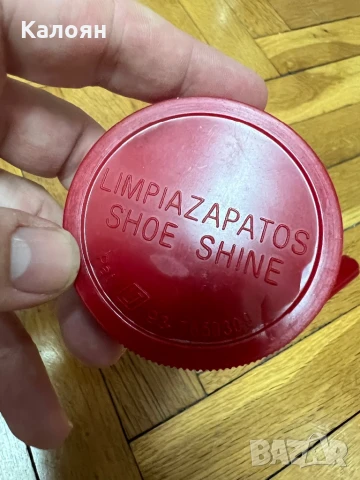 Калоян
LIMPIAZAPATOS
SHOE SHINE
bazar